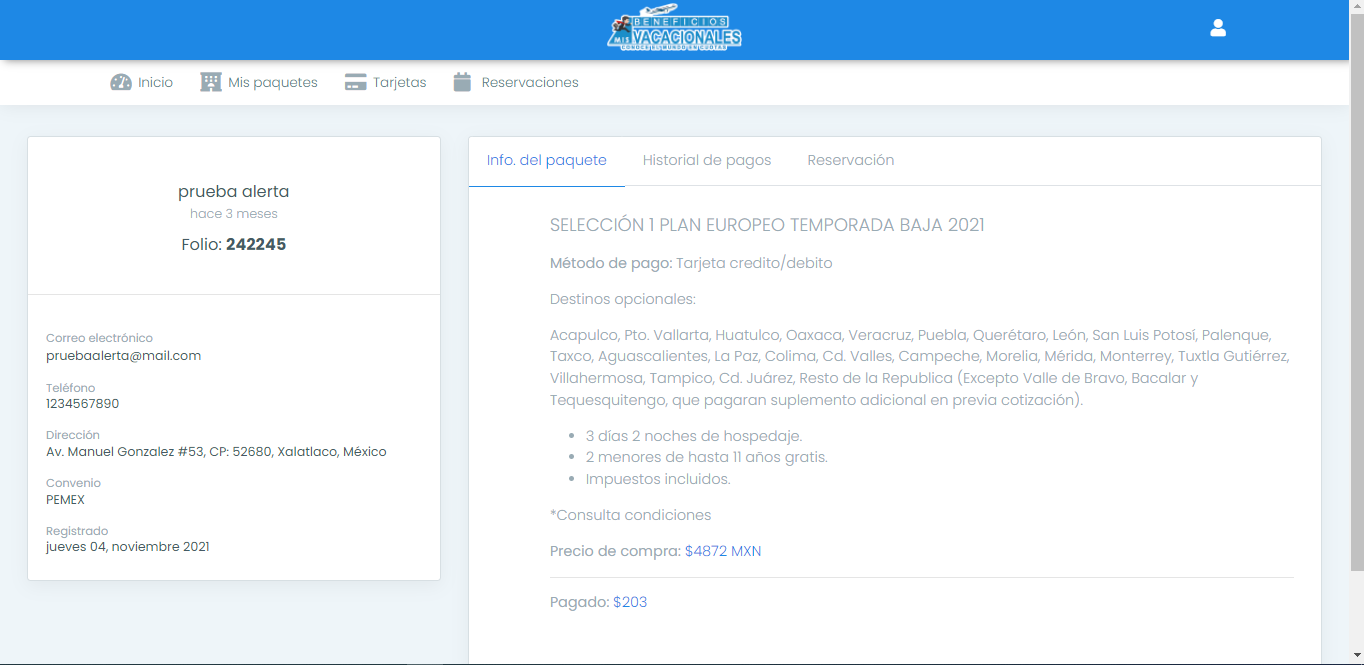 BENEFICIOS
MIS VACACIONALES
CONOCE EL MUNDO EN CUOTAS
Inicio
Mis paquetes
Tarjetas
Reservaciones
prueba alerta
hace 3 meses
Folio: 242245
Correo electrónico
pruebaalerta@mail.com
Teléfono
1234567890
Dirección
Av. Manuel Gonzalez #53, CP: 52680, Xalatlaco, México
Convenio
PEMEX
Registrado
jueves 04, noviembre 2021
Info. del paquete
Historial de pagos
Reservación
SELECCIÓN 1 PLAN EUROPEO TEMPORADA BAJA 2021
Método de pago: Tarjeta credito/debito
Destinos opcionales:
Acapulco, Pto. Vallarta, Huatulco, Oaxaca, Veracruz, Puebla, Querétaro, León, San Luis Potosí, Palenque,
Taxco, Aguascalientes, La Paz, Colima, Cd. Valles, Campeche, Morelia, Mérida, Monterrey, Tuxtla Gutiérrez,
Villahermosa, Tampico, Cd. Juárez, Resto de la Republica (Excepto Valle de Bravo, Bacalar y
Tequesquitengo, que pagaran suplemento adicional en previa cotización).
• 3 días 2 noches de hospedaje.
• 2 menores de hasta 11 años gratis.
• Impuestos incluidos.
*Consulta condiciones
Precio de compra: $4872 MXN
Pagado: $203